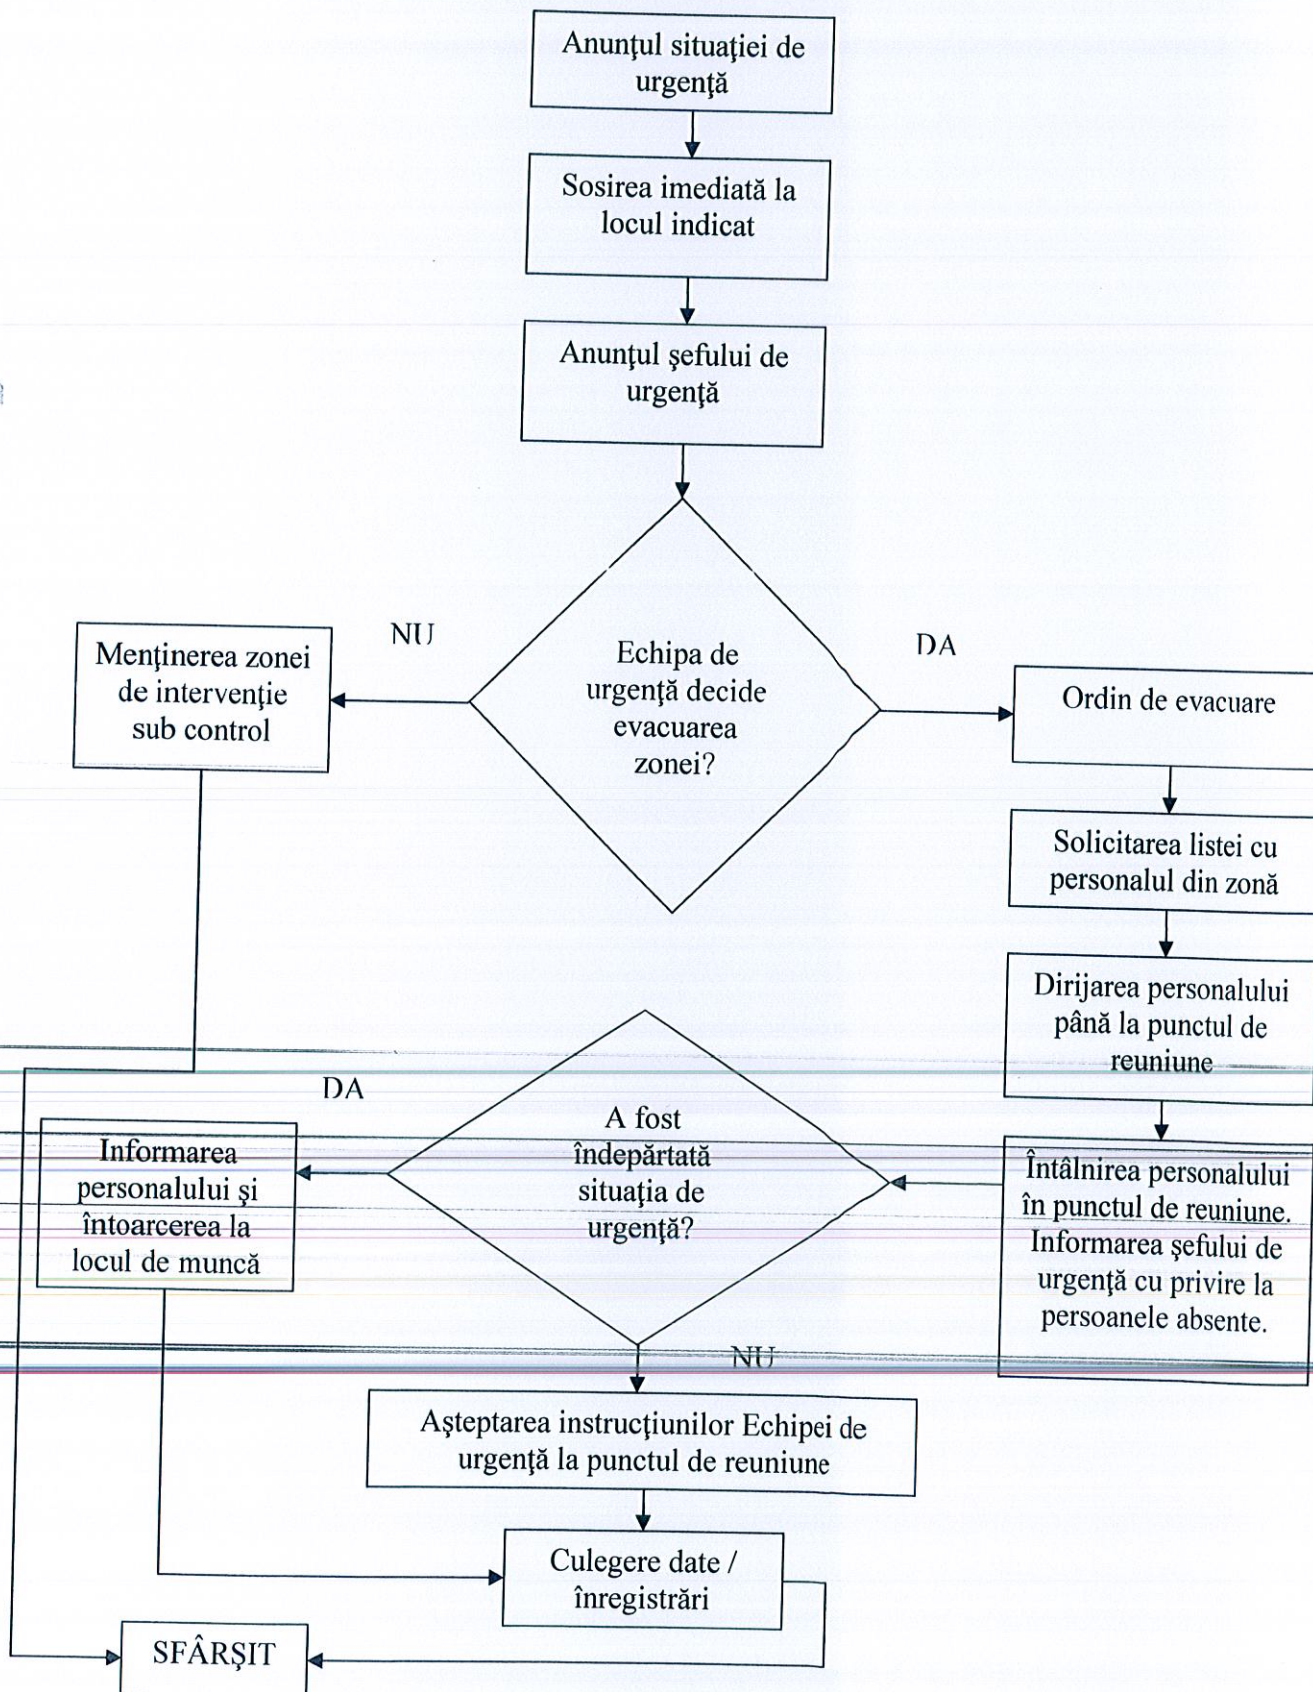 Anunţul situaţiei de
urgenţă
Sosirea imediată la
locul indicat
Anunţul şefului de
urgenţă
Echipa de
urgenţă decide
evacuarea
zonei?
NU
Menţinerea zonei
de intervenţie
sub control
DA
Ordin de evacuare
Solicitarea listei cu
personalul din zonă
Dirijarea personalului
până la punctul de
reuniune
Întâlnirea personalului
în punctul de reuniune.
Informarea şefului de
urgenţă cu privire la
persoanele absente.
A fost
îndepărtată
situaţia de
urgenţă?
DA
Informarea
personalului şi
întoarcerea la
locul de muncă
NU
Aşteptarea instrucţiunilor Echipei de
urgenţă la punctul de reuniune
Culegere date /
înregistrări
SFÂRŞIT